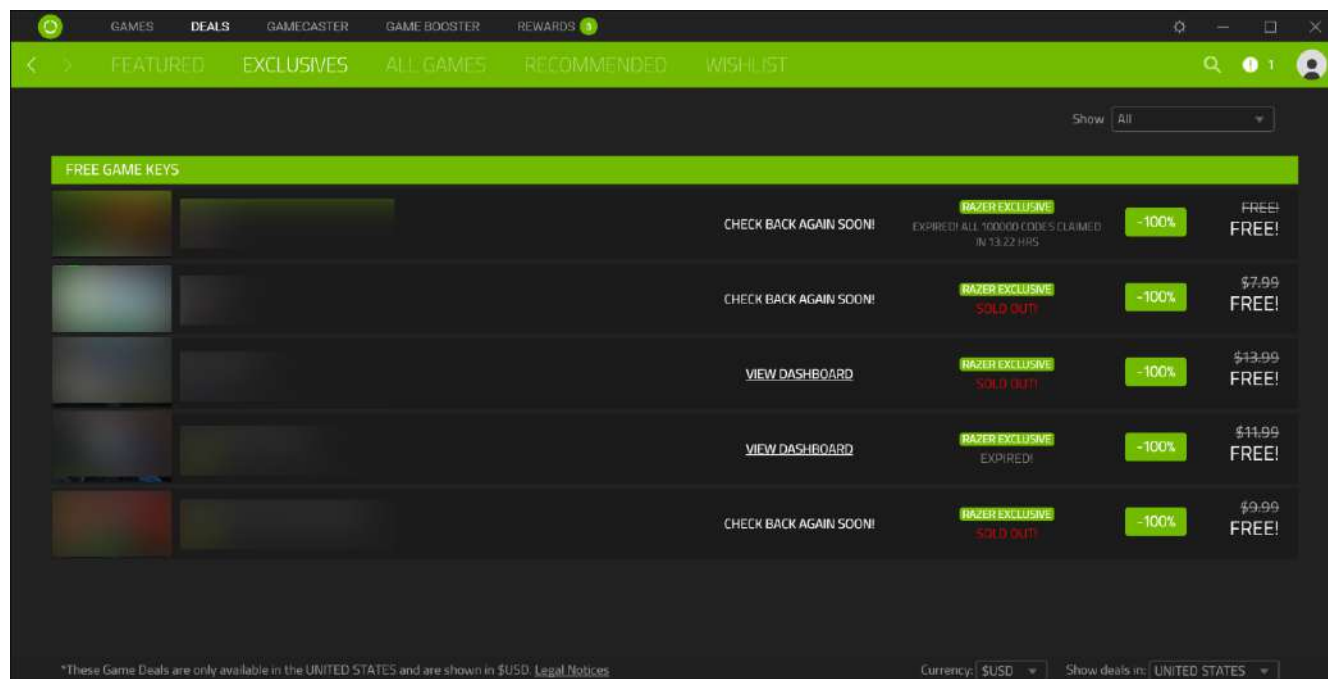 GAMES DEALS GAMECASTER GAME BOOSTER REWARDS 3
FEATURED EXCLUSIVES ALL GAMES RECOMMENDED WISHLIST 1
Show All
FREE GAME KEYS
CHECK BACK AGAIN SOON!
RAZER EXCLUSIVE
EXPIRED! ALL 100000 CODES CLAIMED
IN 13.22 HRS
-100%
FREE!
FREE!
CHECK BACK AGAIN SOON!
RAZER EXCLUSIVE
SOLD OUT!
-100%
$7.99
FREE!
VIEW DASHBOARD
RAZER EXCLUSIVE
SOLD OUT!
-100%
$13.99
FREE!
VIEW DASHBOARD
RAZER EXCLUSIVE
EXPIRED!
-100%
$11.99
FREE!
CHECK BACK AGAIN SOON!
RAZER EXCLUSIVE
SOLD OUT!
-100%
$9.99
FREE!
*These Game Deals are only available in the UNITED STATES and are shown in $USD. Legal Notices Currency: $USD Show deals in: UNITED STATES